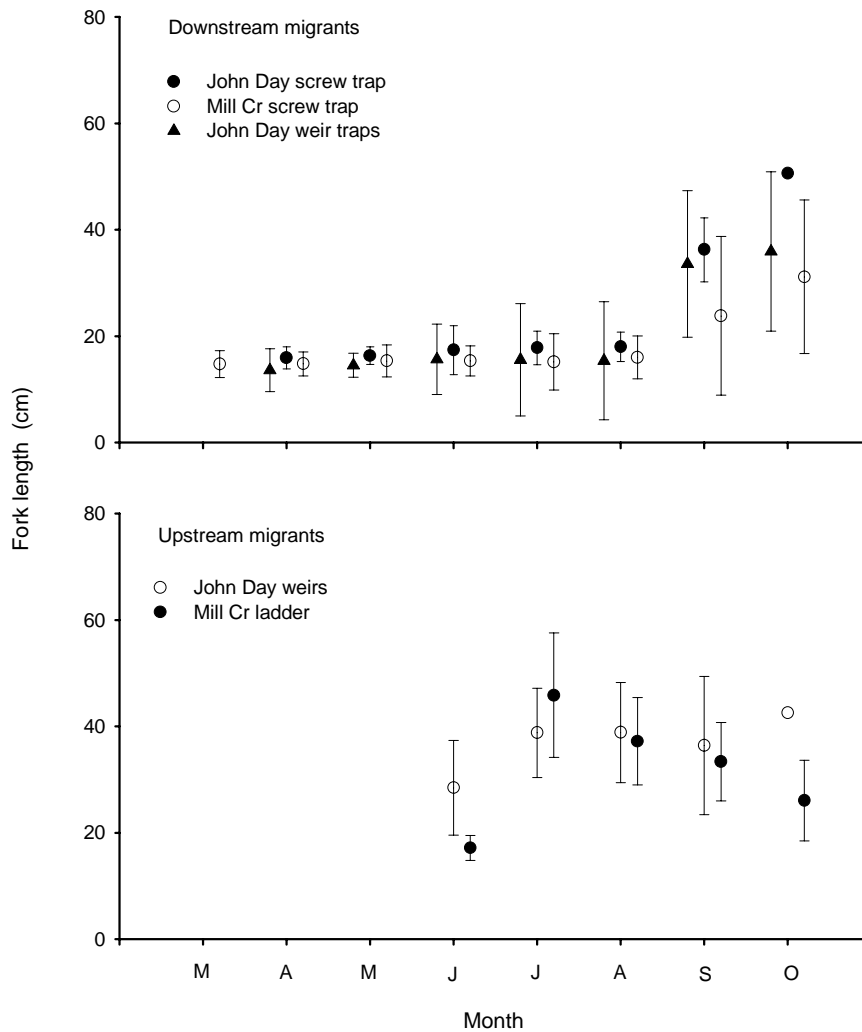 80
Downstream migrants
John Day screw trap
Mill Cr screw trap
John Day weir traps
60
40
20
0
Fork length (cm)
80
Upstream migrants
John Day weirs
Mill Cr ladder
60
40
20
0
M A M J J A S O
Month